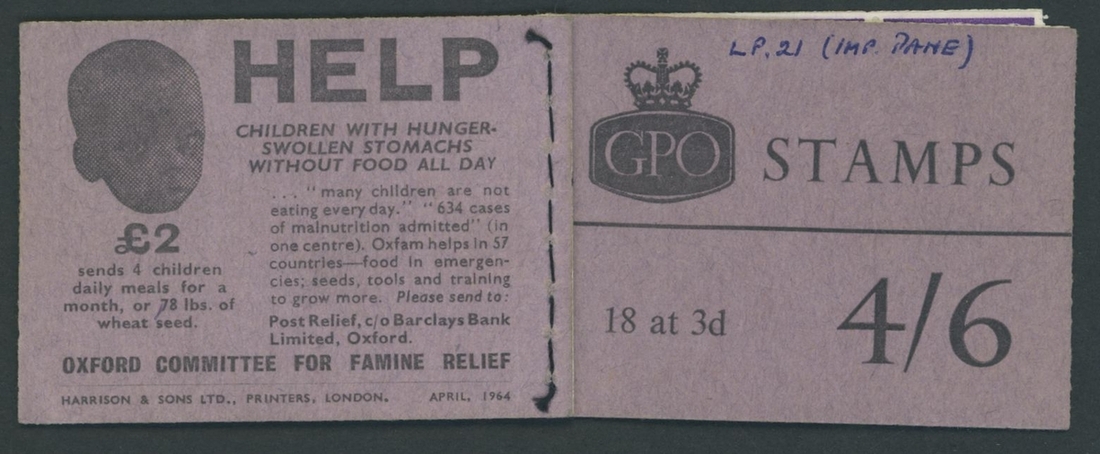 HELP
CHILDREN WITH HUNGER-
SWOLLEN STOMACHS
WITHOUT FOOD ALL DAY
. . . "many children are not
eating every day." "634 cases
of malnutrition admitted" (in
one centre). Oxfam helps in 57
countries—food in emergen-
cies; seeds, tools and training
to grow more. Please send to:
Post Relief, c/o Barclays Bank
Limited, Oxford.
£2
sends 4 children
daily meals for a
month, or 78 lbs. of
wheat seed.
OXFORD COMMITTEE FOR FAMINE RELIEF
HARRISON & SONS LTD., PRINTERS, LONDON. APRIL, 1964
LP.21 (IMP. PANE)
GPO STAMPS
18 at 3d 4/6